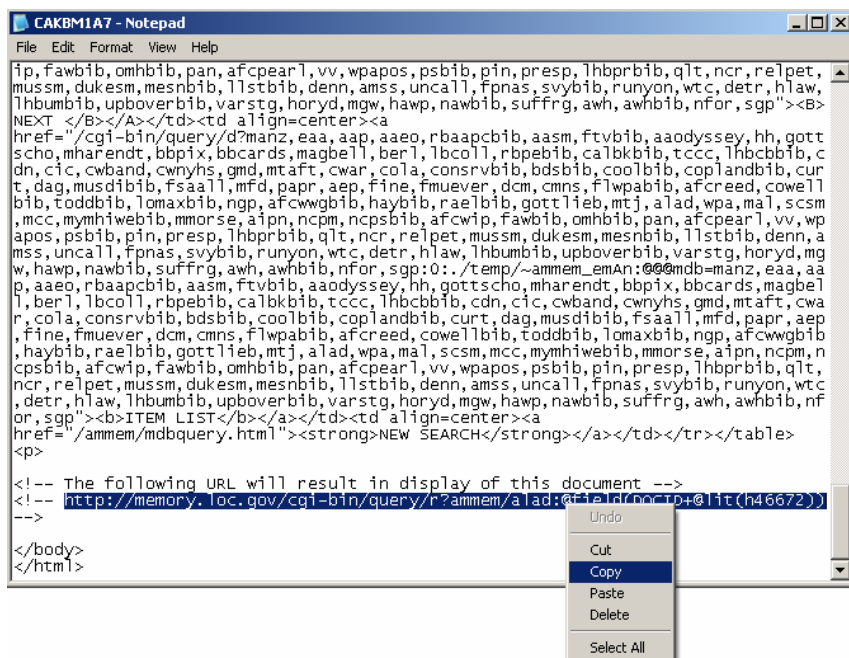 CAKBM1A7 - Notepad
File Edit Format View Help
ip,fawbib,omhbib,pan,afcpearl,vv,wpapos,psbib,pin,presp,lhbprbib,qlt,ncr,relpet,
mussm,dukesm,mesnbib,llstbib,denn,amss,uncall,fpnas,svybib,runyon,wtc,detr,hlaw,
lhbumbib,upboverbib,varstg,horyd,mgw,hawp,nawbib,suffrg,awh,awhbib,nfor,sgp"><B>
NEXT </B></A></td><td align=center><a
href="/cgi-bin/query/d?manz,eaa,aap,aaeo,rbaapcbib,aasm,ftvbib,aaodyssey,hh,gott
scho,mharendt,bbpix,bbcards,magbell,berl,lbcoll,rbpebib,calbkbib,tccc,lhbcbbib,c
dn,cic,cwband,cwnyhs,gmd,mtaft,cwar,cola,consrvbib,bdsbib,coolbib,coplandbib,cur
t,dag,musdibib,fsaall,mfd,papr,aep,fine,fmuever,dcm,cmns,flwpabib,afcreed,cowell
bib,toddbib,lomaxbib,ngp,afcwwgbib,haybib,raelbib,gottlieb,mtj,alad,wpa,mal,scsm
,mcc,mymhiwebib,mmorse,aipn,ncpm,ncpsbib,afcwip,fawbib,omhbib,pan,afcpearl,vv,wp
apos,psbib,pin,presp,lhbprbib,qlt,ncr,relpet,mussm,dukesm,mesnbib,llstbib,denn,a
mss,uncall,fpnas,svybib,runyon,wtc,detr,hlaw,lhbumbib,upboverbib,varstg,horyd,mg
w,hawp,nawbib,suffrg,awh,awhbib,nfor,sgp:0:./temp/~ammem_emAn:@@@mdb=manz,eaa,aa
p,aaeo,rbaapcbib,aasm,ftvbib,aaodyssey,hh,gottscho,mharendt,bbpix,bbcards,magbel
l,berl,lbcoll,rbpebib,calbkbib,tccc,lhbcbbib,cdn,cic,cwband,cwnyhs,gmd,mtaft,cwa
r,cola,consrvbib,bdsbib,coolbib,coplandbib,curt,dag,musdibib,fsaall,mfd,papr,aep
,fine,fmuever,dcm,cmns,flwpabib,afcreed,cowellbib,toddbib,lomaxbib,ngp,afcwwgbib
,haybib,raelbib,gottlieb,mtj,alad,wpa,mal,scsm,mcc,mymhiwebib,mmorse,aipn,ncpm,n
cpsbib,afcwip,fawbib,omhbib,pan,afcpearl,vv,wpapos,psbib,pin,presp,lhbprbib,qlt,
ncr,relpet,mussm,dukesm,mesnbib,llstbib,denn,amss,uncall,fpnas,svybib,runyon,wtc
,detr,hlaw,lhbumbib,upboverbib,varstg,horyd,mgw,hawp,nawbib,suffrg,awh,awhbib,nf
or,sgp"><b>ITEM LIST</b></a></td><td align=center><a
href="/ammem/mdbquery.html"><strong>NEW SEARCH</strong></a></td></tr></table>
<p>
<!-- The following URL will result in display of this document -->
<!-- http://memory.loc.gov/cgi-bin/query/r?ammem/alad:@field(DOCID+@lit(h46672))
-->
</body>
</html>
Undo
Cut
Copy
Paste
Delete
Select All